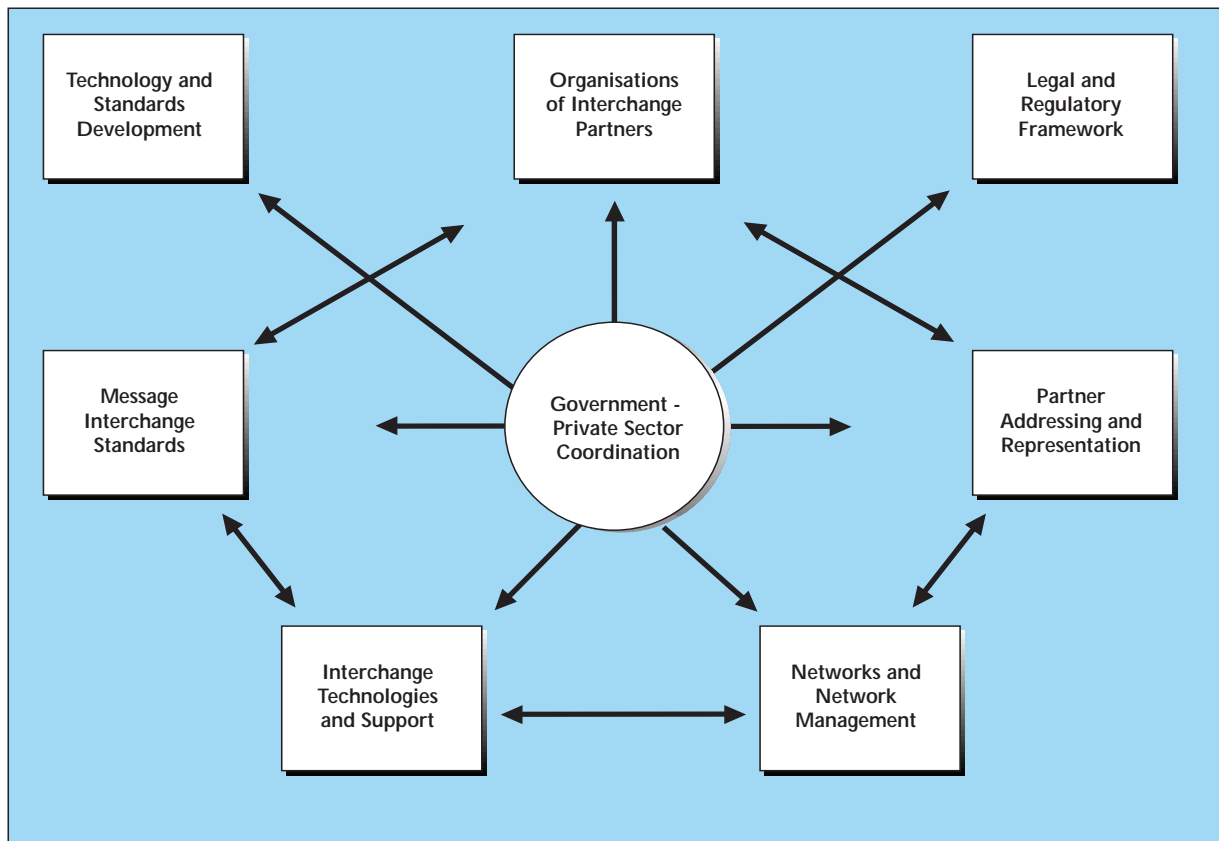 Technology and
Standards
Development
Organisations
of Interchange
Partners
Legal and
Regulatory
Framework
Message
Interchange
Standards
Government -
Private Sector
Coordination
Partner
Addressing and
Representation
Interchange
Technologies
and Support
Networks and
Network
Management